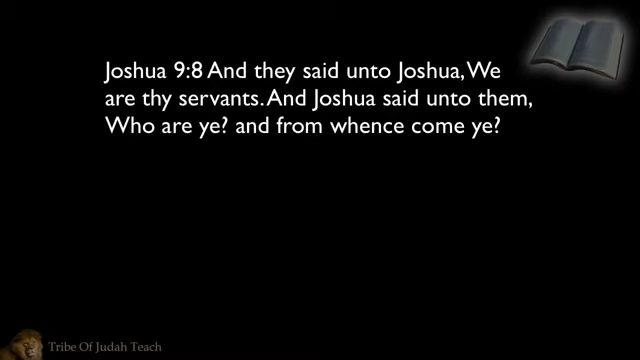 Joshua 9:8 And they said unto Joshua, We
are thy servants. And Joshua said unto them,
Who are ye? and from whence come ye?
Tribe Of Judah Teach